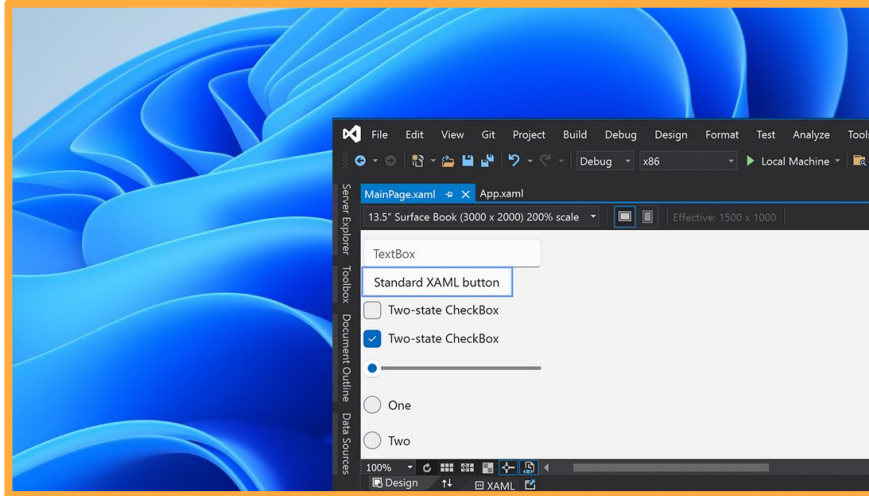 File Edit View Git Project Build Debug Design Format Test Analyze Tools
Debug x86 Local Machine
MainPage.xaml App.xaml
13.5" Surface Book (3000 x 2000) 200% scale Effective: 1500 x 1000
Server Explorer
Toolbox
Document Outline
Data Sources
TextBox
Standard XAML button
Two-state CheckBox
Two-state CheckBox
One
Two
100%
Design XAML